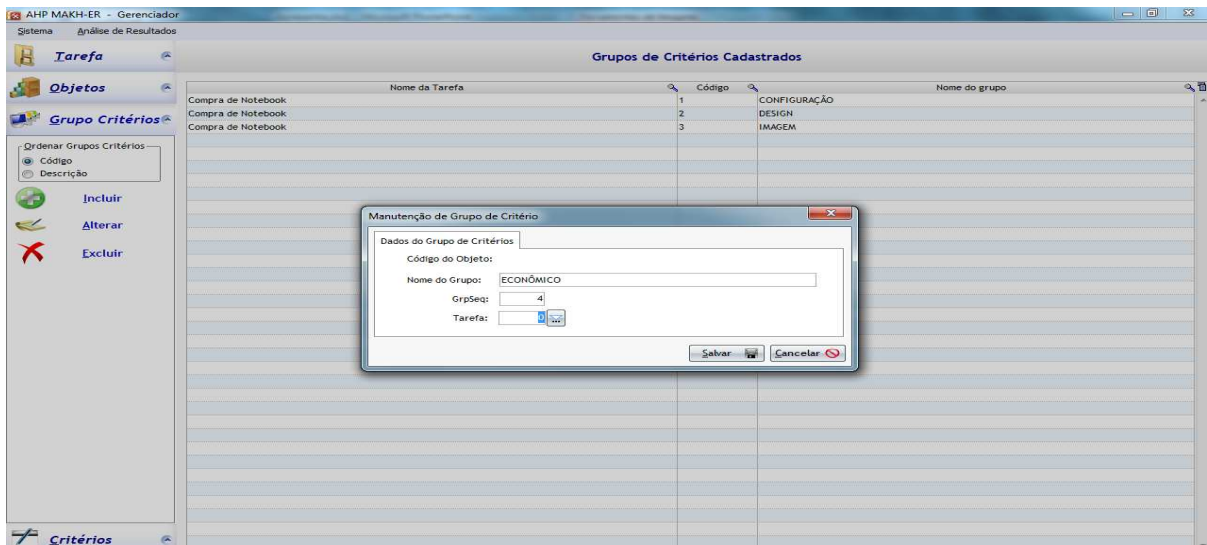 AHP MAKH-ER - Gerenciador
Sistema Análise de Resultados
Tarefa
Grupos de Critérios Cadastrados
Objetos
Nome da Tarefa Código Nome do grupo
Compra de Notebook 1 CONFIGURAÇÃO
Compra de Notebook 2 DESIGN
Compra de Notebook 3 IMAGEM
Grupo Critérios
Ordenar Grupos Critérios
Código
Descrição
Incluir
Alterar
Excluir
Manutenção de Grupo de Critério
Dados do Grupo de Critérios
Código do Objeto:
Nome do Grupo: ECONÔMICO
GrpSeq: 4
Tarefa: 0
Salvar Cancelar
Critérios